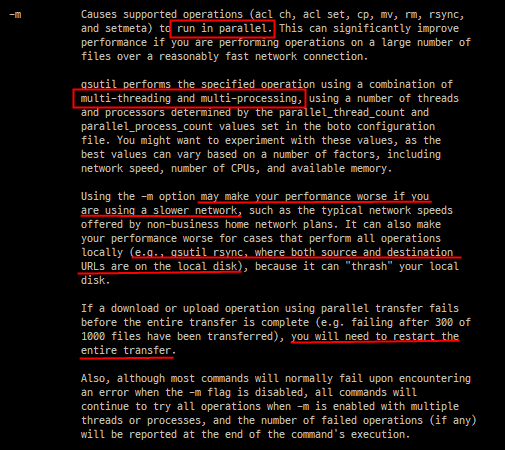 -m Causes supported operations (acl ch, acl set, cp, mv, rm, rsync,
and setmeta) to run in parallel. This can significantly improve
performance if you are performing operations on a large number of
files over a reasonably fast network connection.
gsutil performs the specified operation using a combination of
multi-threading and multi-processing, using a number of threads
and processors determined by the parallel_thread_count and
parallel_process_count values set in the boto configuration
file. You might want to experiment with these values, as the
best values can vary based on a number of factors, including
network speed, number of CPUs, and available memory.
Using the -m option may make your performance worse if you
are using a slower network, such as the typical network speeds
offered by non-business home network plans. It can also make
your performance worse for cases that perform all operations
locally (e.g., gsutil rsync, where both source and destination
URLs are on the local disk), because it can "thrash" your local
disk.
If a download or upload operation using parallel transfer fails
before the entire transfer is complete (e.g. failing after 300 of
1000 files have been transferred), you will need to restart the
entire transfer.
Also, although most commands will normally fail upon encountering
an error when the -m flag is disabled, all commands will
continue to try all operations when -m is enabled with multiple
threads or processes, and the number of failed operations (if any)
will be reported at the end of the command's execution.